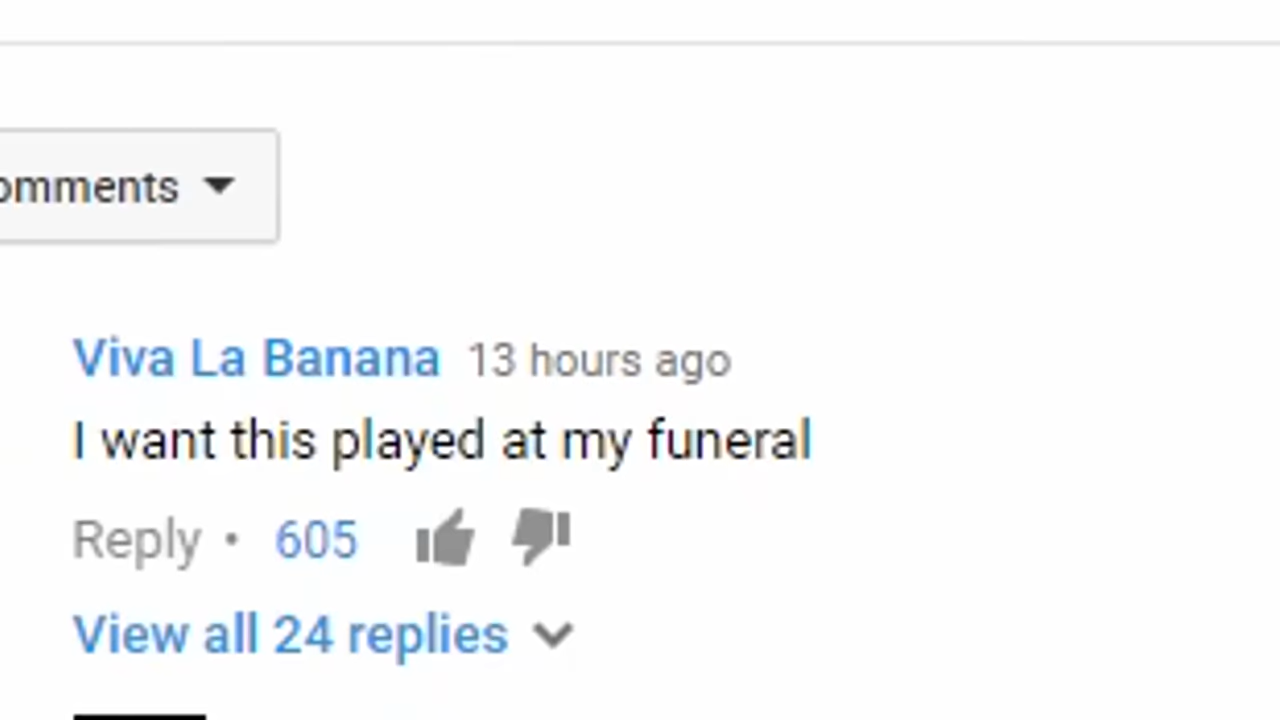 omments
Viva La Banana 13 hours ago
I want this played at my funeral
Reply • 605
View all 24 replies